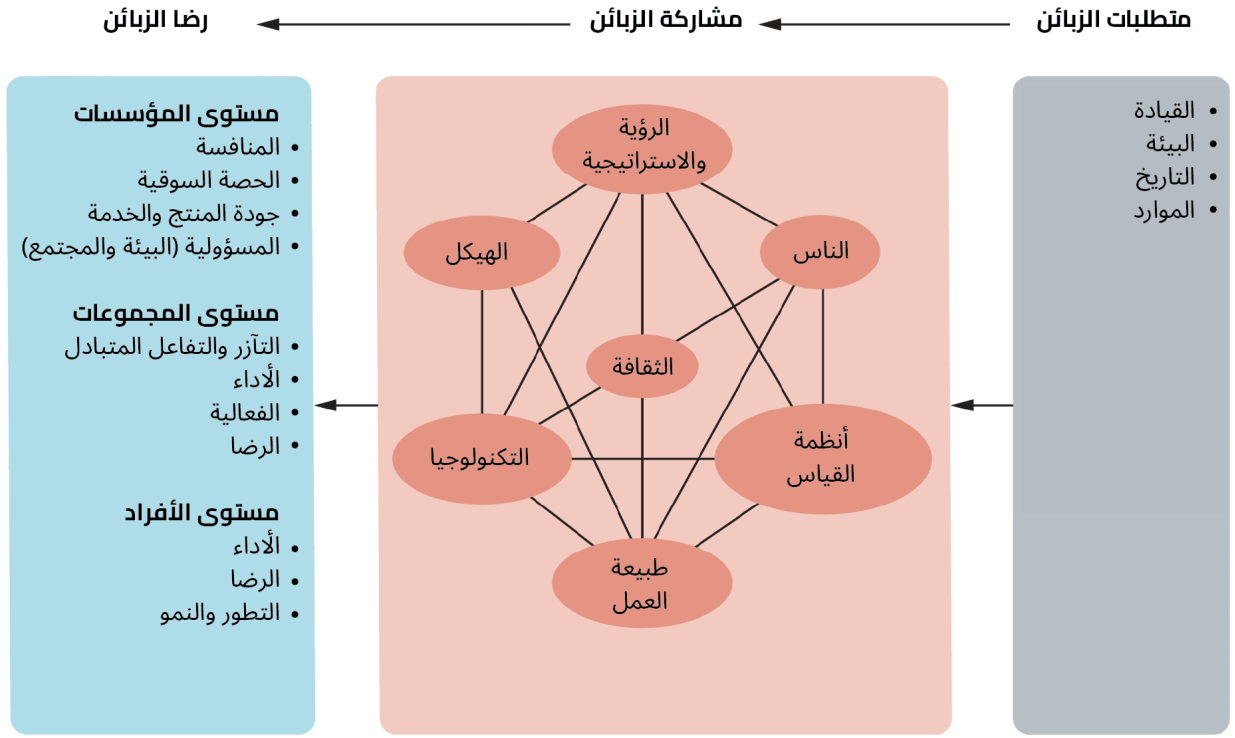 متطلبات الزبائن
مشاركة الزبائن
رضا الزبائن
• القيادة
• البيئة
• التاريخ
• الموارد
الرؤية
والاستراتيجية
الناس
الهيكل
الثقافة
أنظمة
القياس
التكنولوجيا
طبيعة
العمل
مستوى المؤسسات
• المنافسة
• الحصة السوقية
• جودة المنتج والخدمة
• المسؤولية (البيئة والمجتمع)
مستوى المجموعات
• التآزر والتفاعل المتبادل
• الأداء
• الفعالية
• الرضا
مستوى الأفراد
• الأداء
• الرضا
• التطور والنمو